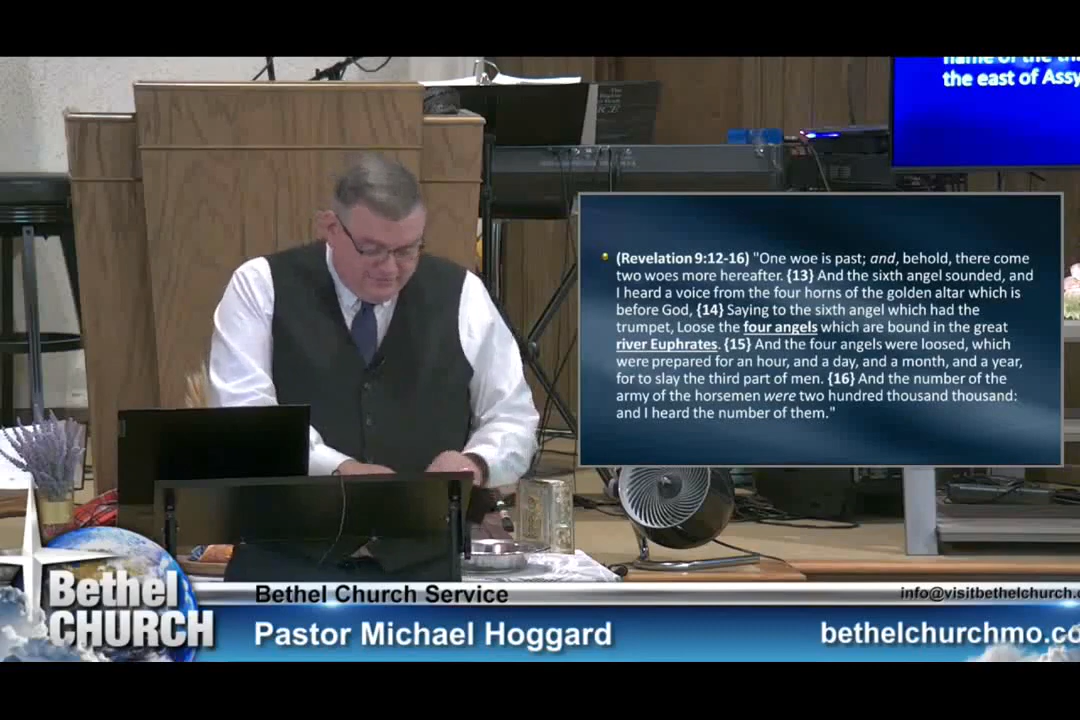 name of the
the east of Assy
(Revelation 9:12-16) "One woe is past; and, behold, there come
two woes more hereafter. {13} And the sixth angel sounded, and
I heard a voice from the four horns of the golden altar which is
before God, {14} Saying to the sixth angel which had the
trumpet, Loose the four angels which are bound in the great
river Euphrates. {15} And the four angels were loosed, which
were prepared for an hour, and a day, and a month, and a year,
for to slay the third part of men. {16} And the number of the
army of the horsemen were two hundred thousand thousand:
and I heard the number of them."
Bethel
CHURCH
Bethel Church Service
info@visitbethelchurch.c
Pastor Michael Hoggard
bethelchurchmo.co